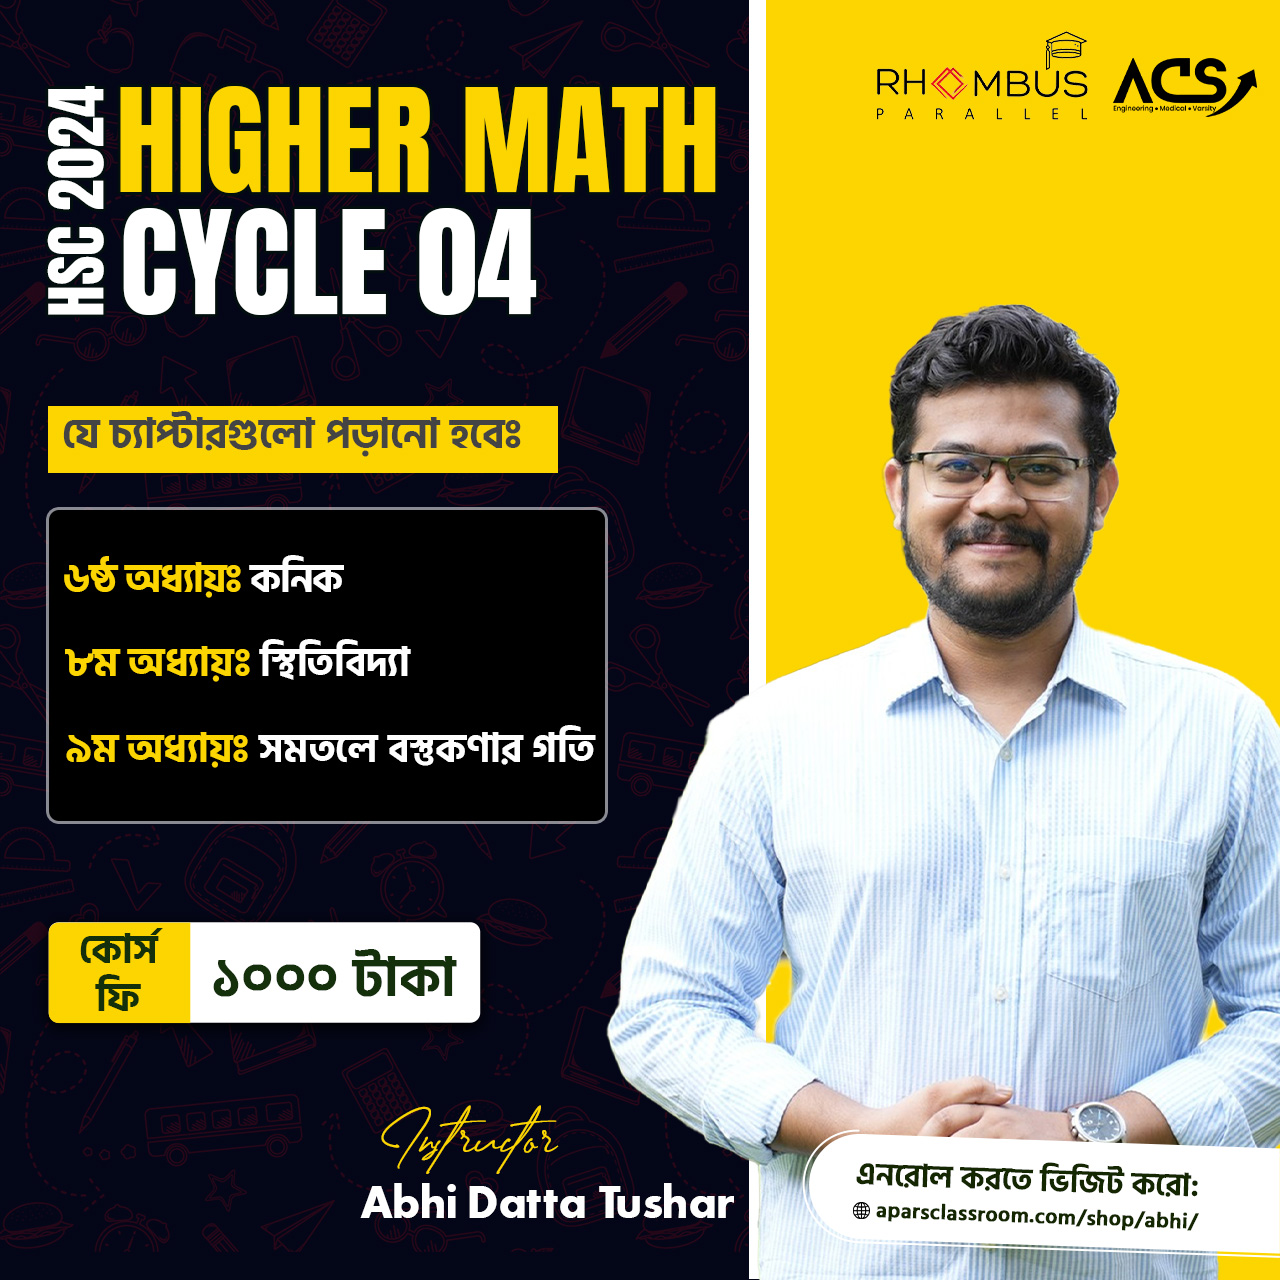 RHOMBUS
PARALLEL
ACS
Engineering • Medical • Varsity
HSC 2024
HIGHER MATH
CYCLE 04
যে চ্যাপ্টারগুলো পড়ানো হবেঃ
৬ষ্ঠ অধ্যায়ঃ কনিক
৮ম অধ্যায়ঃ স্থিতিবিদ্যা
৯ম অধ্যায়ঃ সমতলে বস্তুকণার গতি
কোর্স
ফি
১০০০ টাকা
Instructor
Abhi Datta Tushar
এনরোল করতে ভিজিট করো:
aparsclassroom.com/shop/abhi/